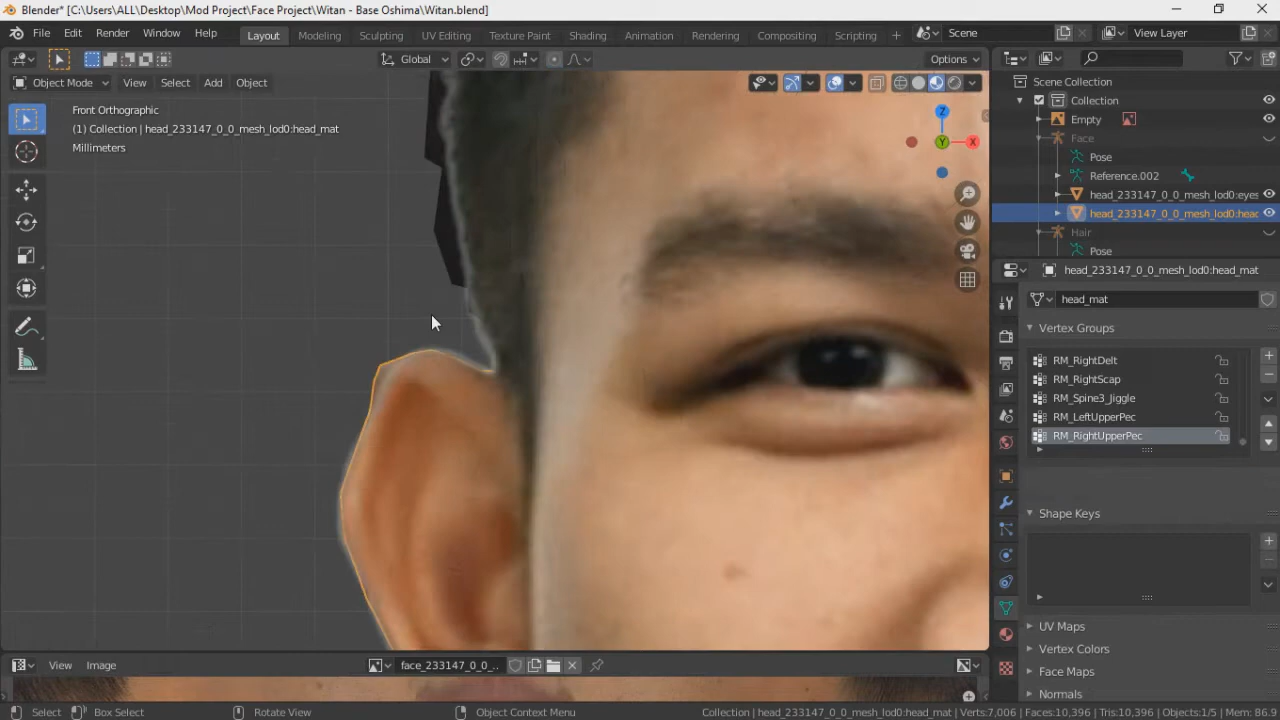 Blender* [C:\Users\ALL\Desktop\Mod Project\Face Project\Witan - Base Oshima\Witan.blend]
File Edit Render Window Help Layout Modeling Sculpting UV Editing Texture Paint Shading Animation Rendering Compositing Scripting + Scene View Layer
Global Options
Object Mode View Select Add Object
Front Orthographic
(1) Collection | head_233147_0_0_mesh_lod0:head_mat
Millimeters
Z
Y
X
Scene Collection
Collection
Empty
Face
Pose
Reference.002
head_233147_0_0_mesh_lod0:eyes
head_233147_0_0_mesh_lod0:head
Hair
Pose
head_233147_0_0_mesh_lod0:head_mat
head_mat
Vertex Groups
RM_RightDelt
RM_RightScap
RM_Spine3_Jiggle
RM_LeftUpperPec
RM_RightUpperPec
Shape Keys
UV Maps
Vertex Colors
Face Maps
Normals
View Image face_233147_0_0_..
Select Box Select Rotate View Object Context Menu Collection | head_233147_0_0_mesh_lod0:head_mat | Verts:7,006 | Faces:10,396 | Tris:10,396 | Objects:1/5 | Mem: 86.9